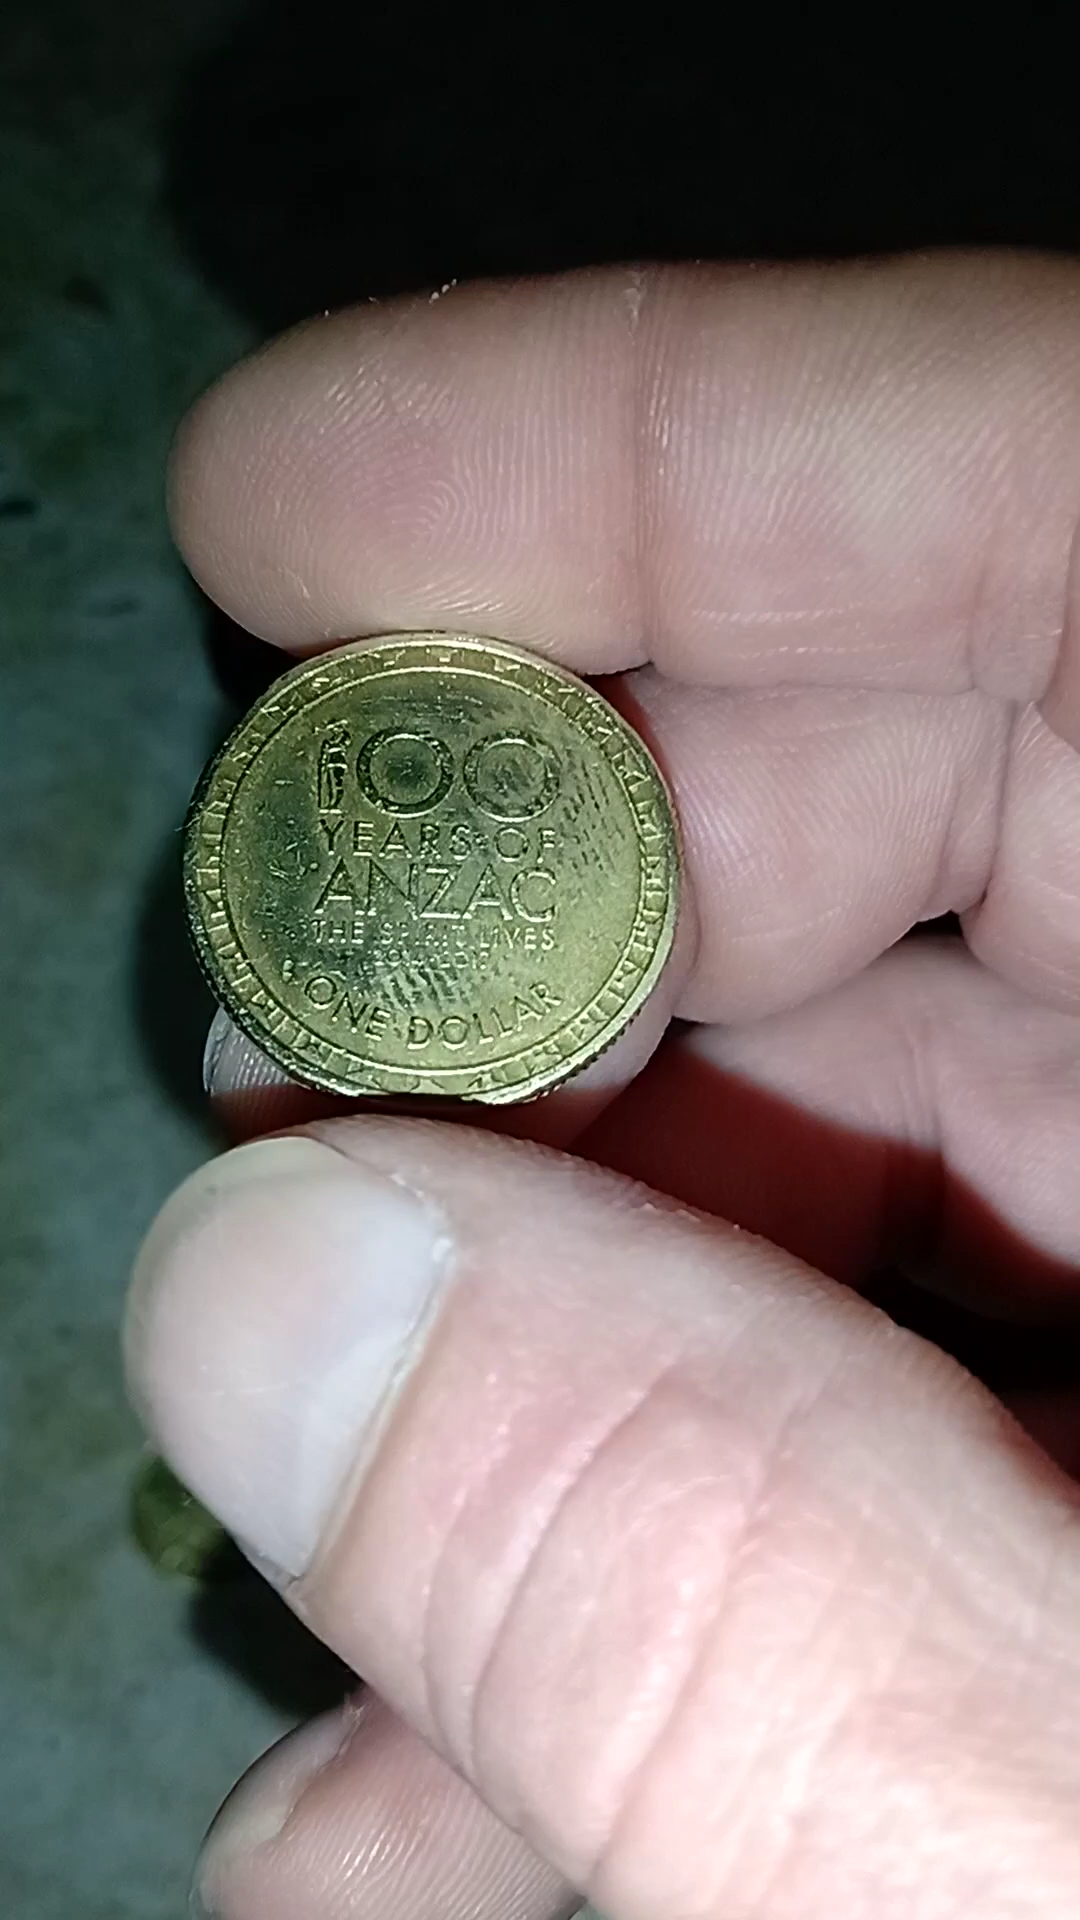 100
YEARS OF
ANZAC
THE SPIRIT LIVES
ONE DOLLAR